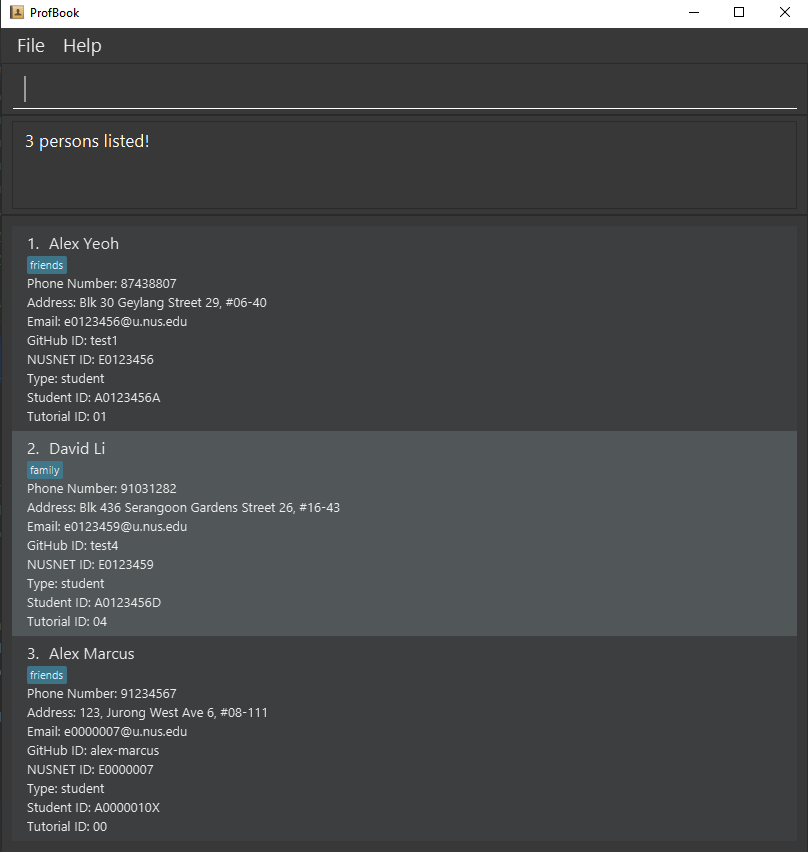 ProfBook
File Help
3 persons listed!
1. Alex Yeoh
friends
Phone Number: 87438807
Address: Blk 30 Geylang Street 29, #06-40
Email: e0123456@u.nus.edu
GitHub ID: test1
NUSNET ID: E0123456
Type: student
Student ID: A0123456A
Tutorial ID: 01
2. David Li
family
Phone Number: 91031282
Address: Blk 436 Serangoon Gardens Street 26, #16-43
Email: e0123459@u.nus.edu
GitHub ID: test4
NUSNET ID: E0123459
Type: student
Student ID: A0123456D
Tutorial ID: 04
3. Alex Marcus
friends
Phone Number: 91234567
Address: 123, Jurong West Ave 6, #08-111
Email: e0000007@u.nus.edu
GitHub ID: alex-marcus
NUSNET ID: E0000007
Type: student
Student ID: A0000010X
Tutorial ID: 00